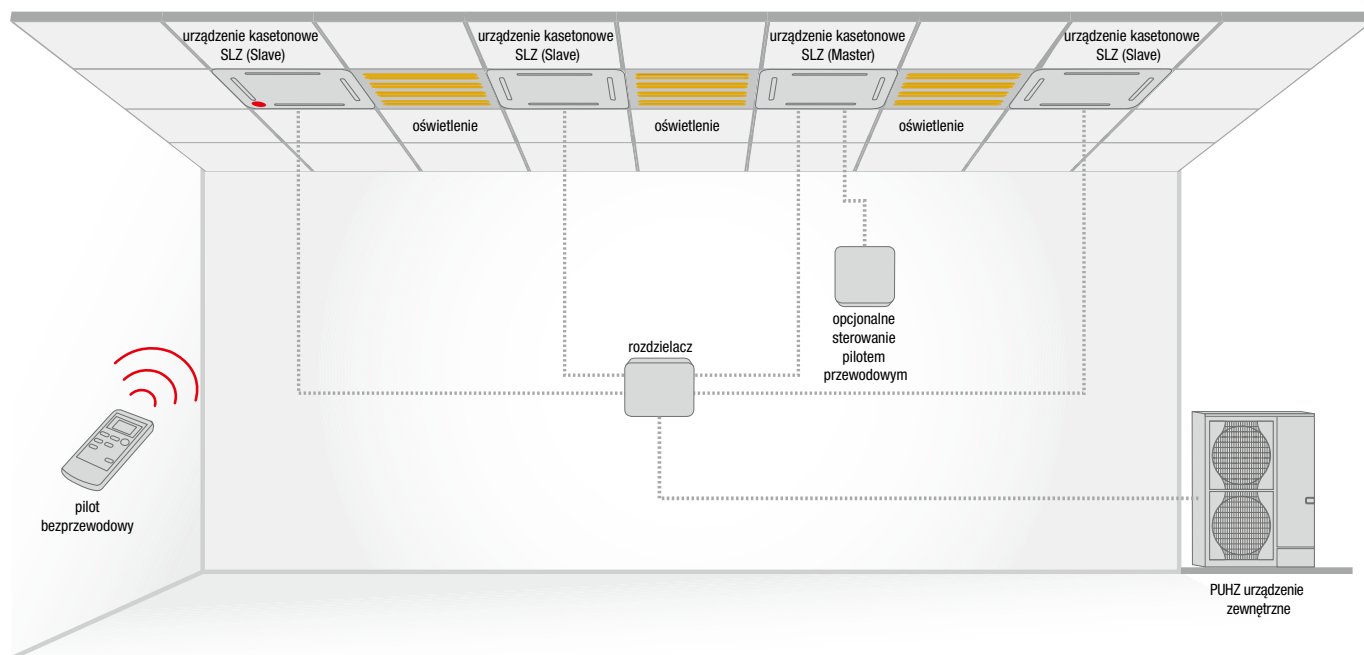 urządzenie kasetonowe
SLZ (Slave)
urządzenie kasetonowe
SLZ (Slave)
urządzenie kasetonowe
SLZ (Master)
urządzenie kasetonowe
SLZ (Slave)
oświetlenie
oświetlenie
oświetlenie
opcjonalne
sterowanie
pilotem
przewodowym
rozdzielacz
pilot
bezprzewodowy
PUHZ urządzenie
zewnętrzne